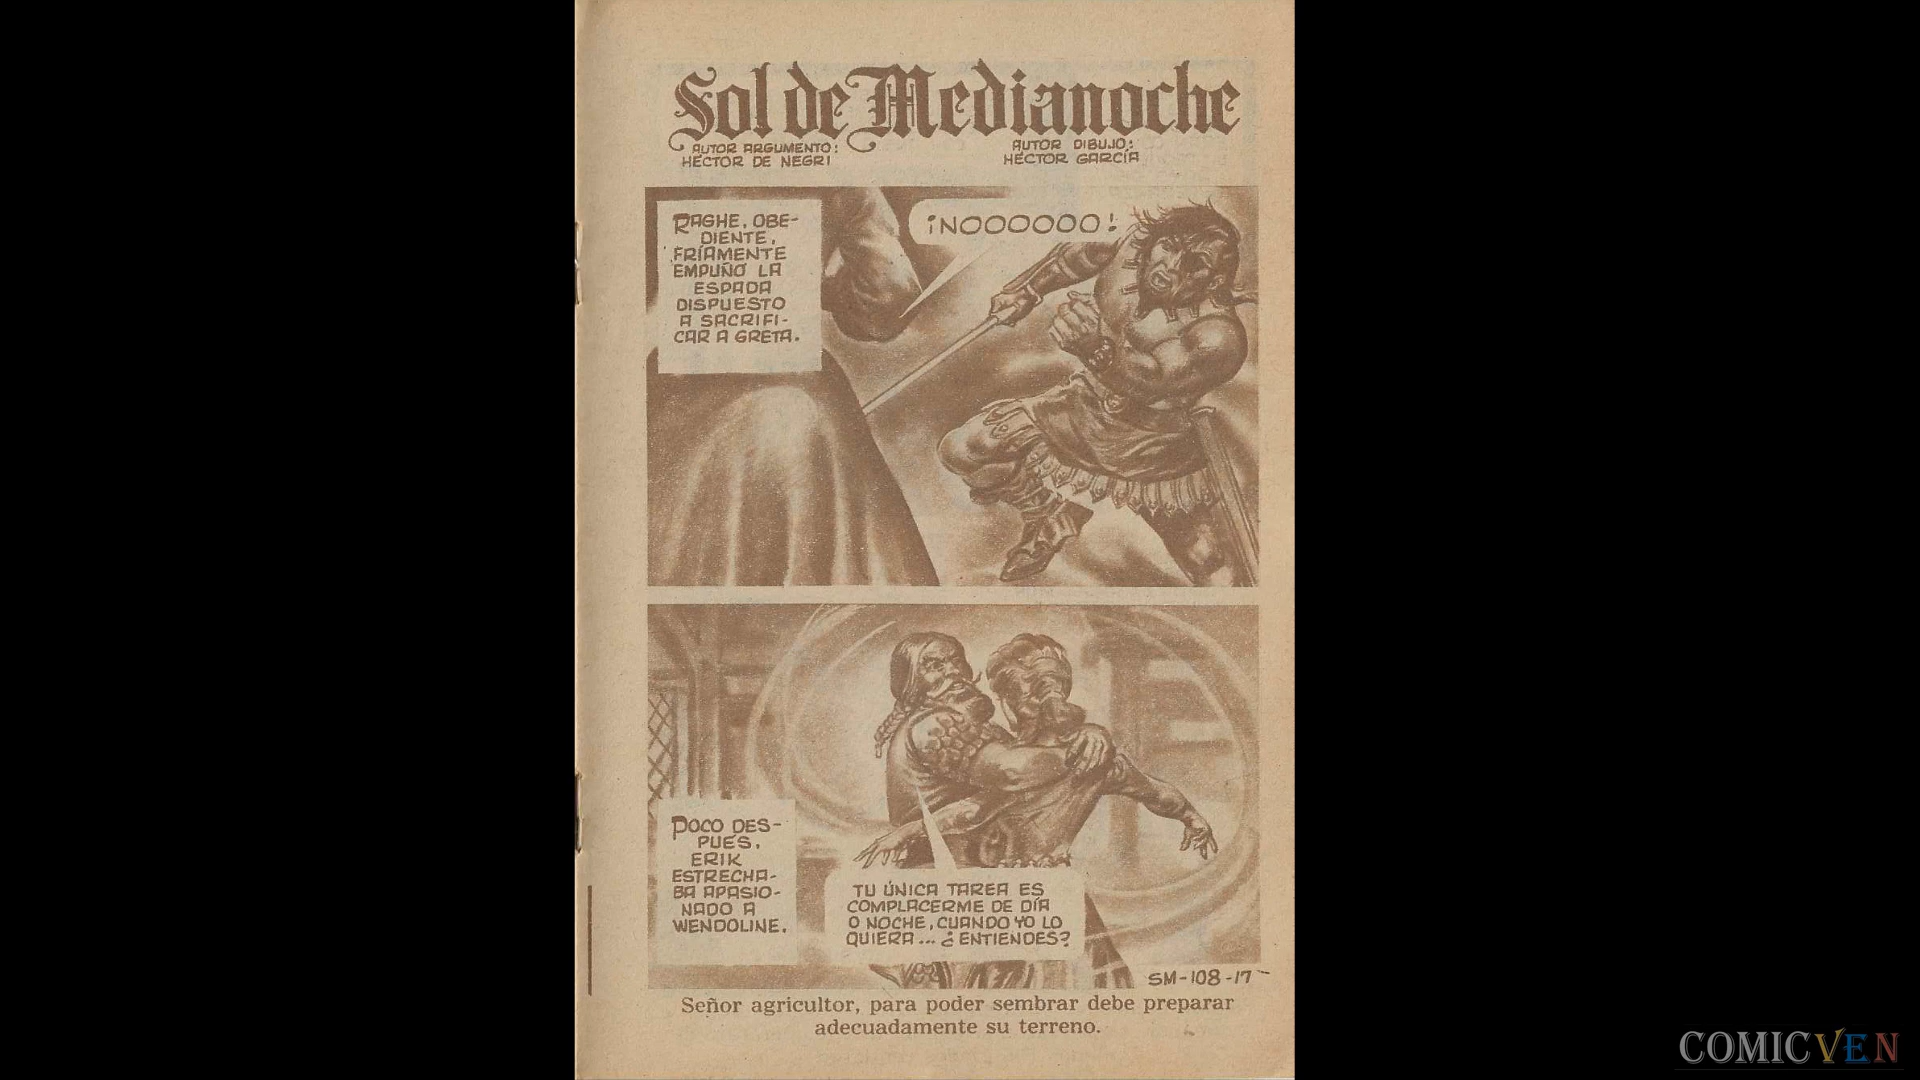 Sol de Medianoche
AUTOR ARGUMENTO:
HÉCTOR DE NEGRI
AUTOR DIBUJO:
HÉCTOR GARCÍA
RAGHE, OBE-
DIENTE,
FRÍAMENTE
EMPUÑÓ LA
ESPADA
DISPUESTO
A SACRIFI-
CAR A GRETA.
¡NOOOOOO!
POCO DES-
PUÉS,
ERIK
ESTRECHA-
BA APASIO-
NADO A
WENDOLINE.
TU ÚNICA TAREA ES
COMPLACERME DE DÍA
O NOCHE, CUANDO YO LO
QUIERA... ¿ENTIENDES?
SM-108-17
Señor agricultor, para poder sembrar debe preparar
adecuadamente su terreno.
COMICVEN